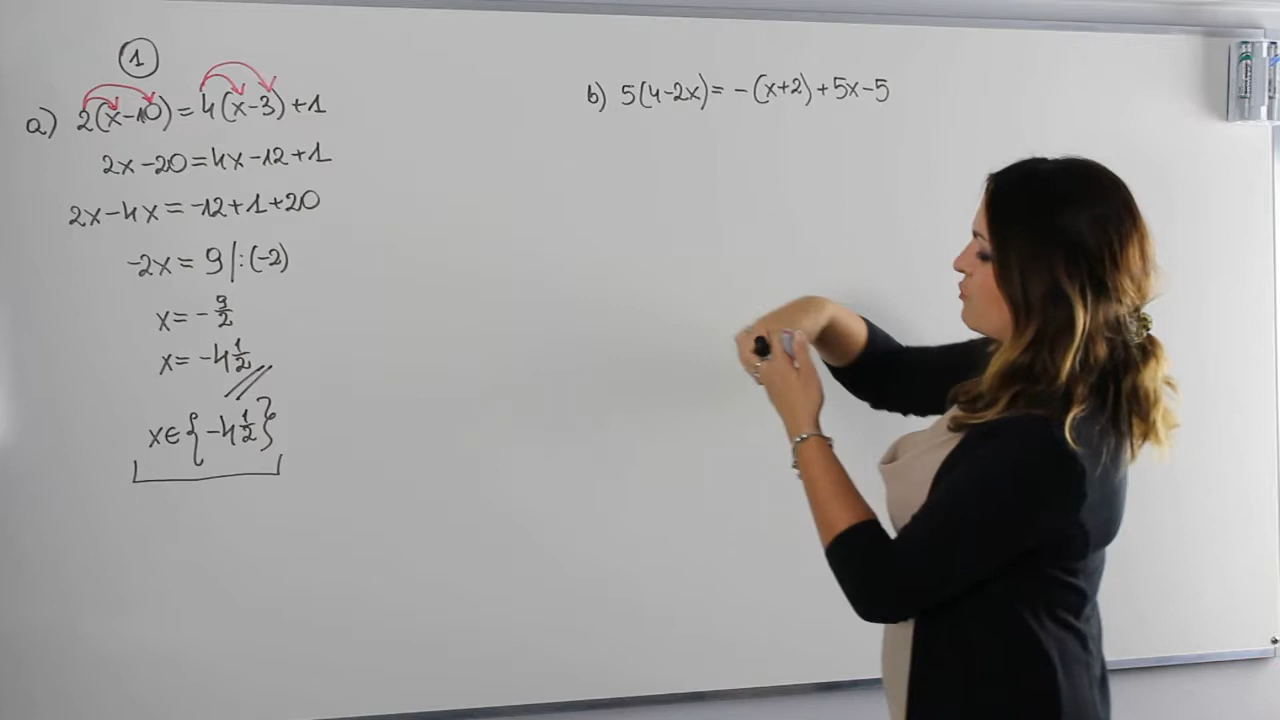 1
a) 2(x-10)=4(x-3)+1
2x-20=4x-12+1
2x-4x=-12+1+20
-2x=9|:(-2)
x=-9/2
x=-4 1/2
x∈{-4 1/2}
b) 5(4-2x)=-(x+2)+5x-5